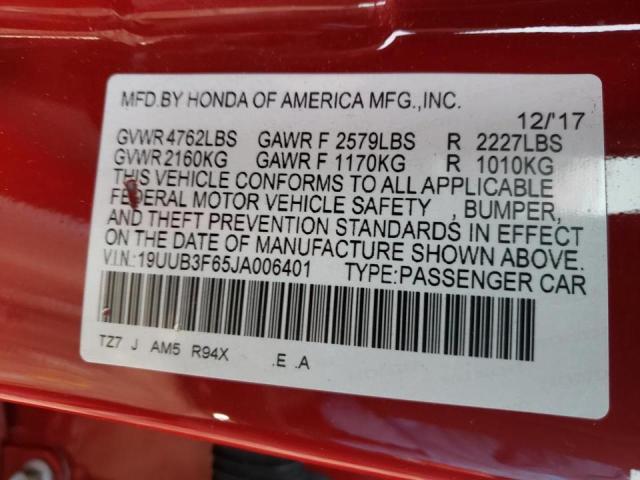 MFD.BY HONDA OF AMERICA MFG.,INC.
12/'17
GVWR 4762LBS GAWR F 2579LBS R 2227LBS
GVWR 2160KG GAWR F 1170KG R 1010KG
THIS VEHICLE CONFORMS TO ALL APPLICABLE
FEDERAL MOTOR VEHICLE SAFETY , BUMPER,
AND THEFT PREVENTION STANDARDS IN EFFECT
ON THE DATE OF MANUFACTURE SHOWN ABOVE.
V.I.N.:19UUB3F65JA006401 TYPE:PASSENGER CAR
TZ7 J AM5 R94X .E .A